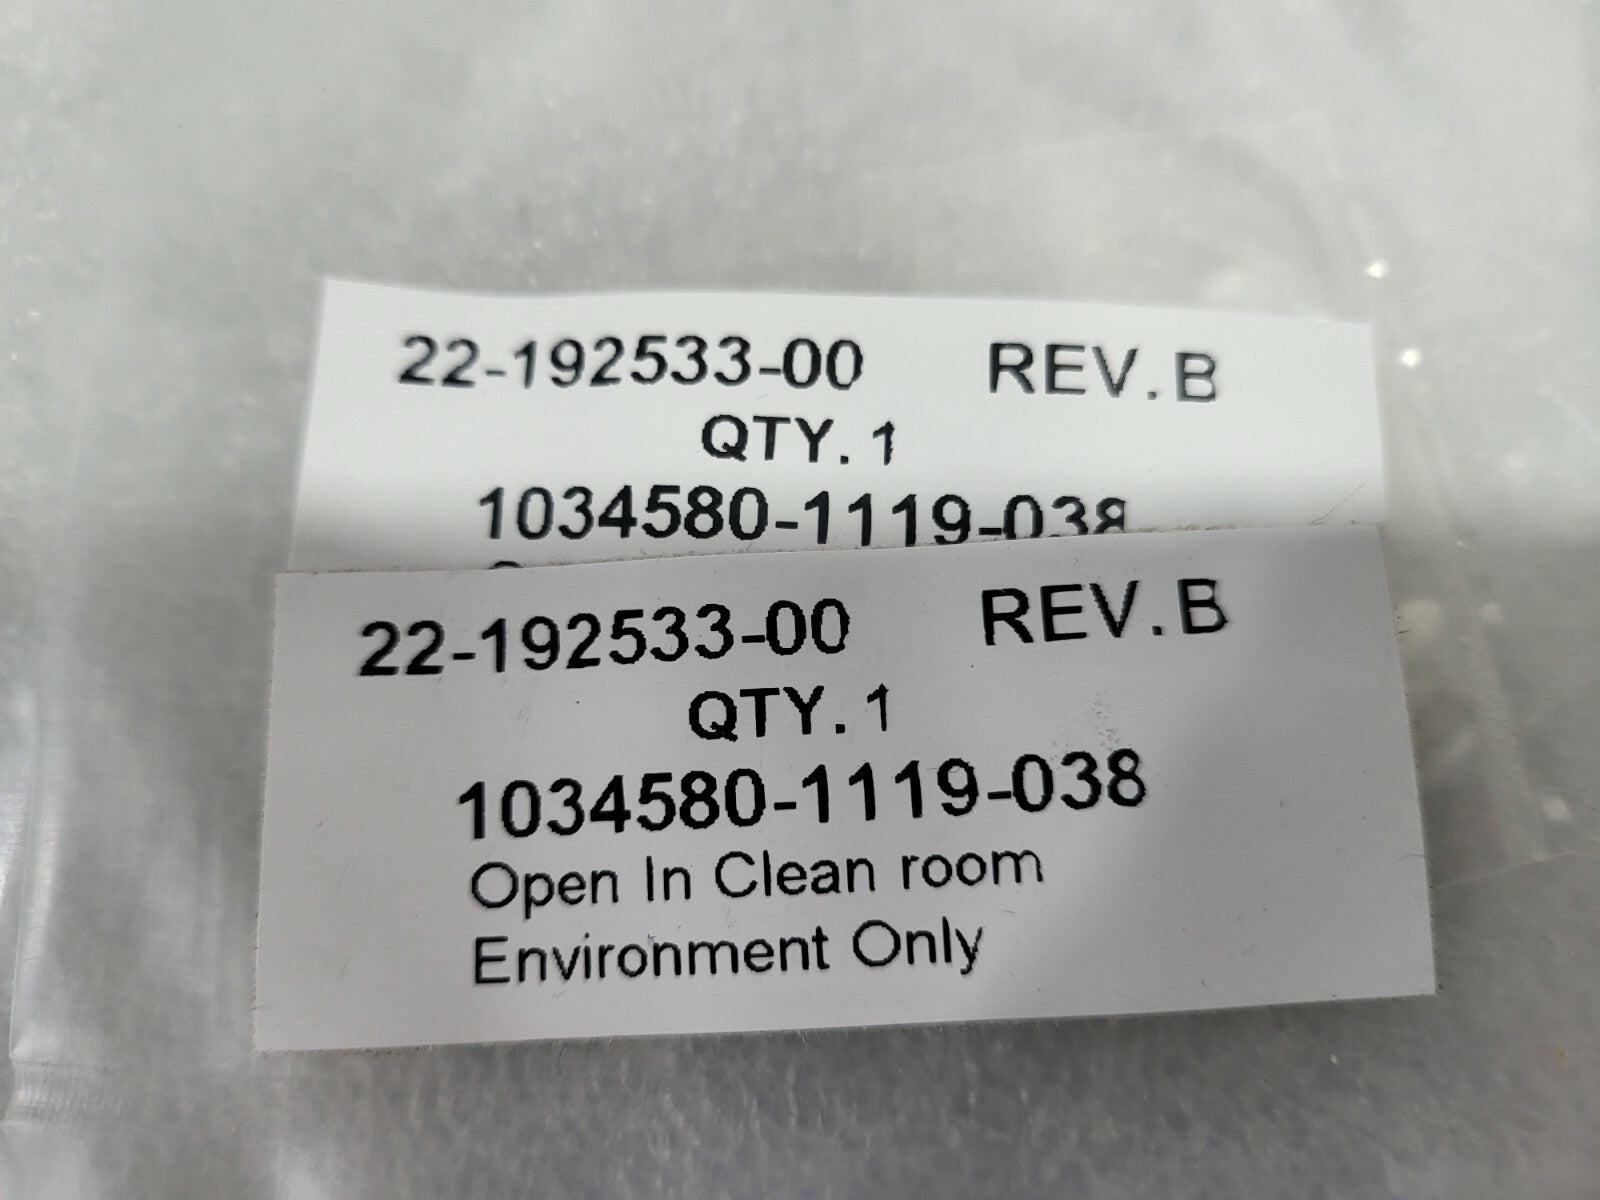 22-192533-00 REV. B
QTY. 1
1034580-1119-038
22-192533-00 REV. B
QTY. 1
1034580-1119-038
Open In Clean room
Environment Only